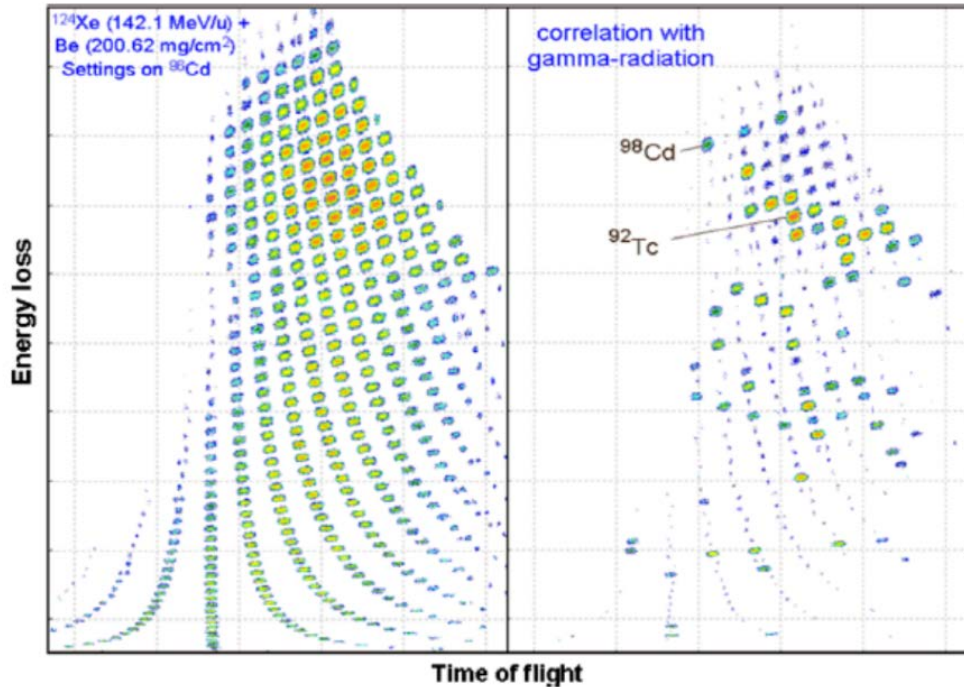 ¹²⁴Xe (142.1 MeV/u) +
Be (200.62 mg/cm²)
Settings on ⁹⁶Cd
correlation with
gamma-radiation
⁹⁸Cd
⁹²Tc
Energy loss
Time of flight